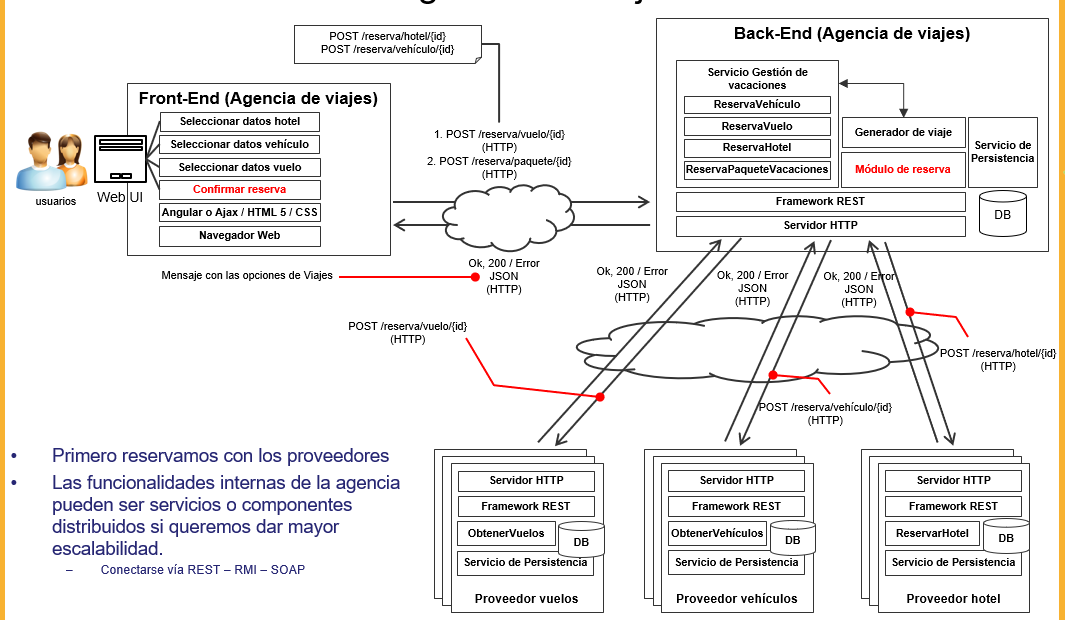 POST /reserva/hotel/{id}
POST /reserva/vehículo/{id}
Back-End (Agencia de viajes)
Front-End (Agencia de viajes)
Seleccionar datos hotel
Seleccionar datos vehículo
Seleccionar datos vuelo
Confirmar reserva
Angular o Ajax / HTML 5 / CSS
Navegador Web
usuarios
Web UI
1. POST /reserva/vuelo/{id}
(HTTP)
2. POST /reserva/paquete/{id}
(HTTP)
Servicio Gestión de
vacaciones
ReservaVehículo
ReservaVuelo
ReservaHotel
ReservaPaqueteVacaciones
Generador de viaje
Módulo de reserva
Servicio de
Persistencia
Framework REST
Servidor HTTP
DB
Mensaje con las opciones de Viajes
Ok, 200 / Error
JSON
(HTTP)
Ok, 200 / Error
JSON
(HTTP)
Ok, 200 / Error
JSON
(HTTP)
Ok, 200 / Error
JSON
(HTTP)
POST /reserva/vuelo/{id}
(HTTP)
POST /reserva/hotel/{id}
(HTTP)
POST /reserva/vehículo/{id}
(HTTP)
• Primero reservamos con los proveedores
• Las funcionalidades internas de la agencia
pueden ser servicios o componentes
distribuidos si queremos dar mayor
escalabilidad.
– Conectarse vía REST – RMI – SOAP
Servidor HTTP
Framework REST
ObtenerVuelos
DB
Servicio de Persistencia
Proveedor vuelos
Servidor HTTP
Framework REST
ObtenerVehículos
DB
Servicio de Persistencia
Proveedor vehículos
Servidor HTTP
Framework REST
ReservarHotel
DB
Servicio de Persistencia
Proveedor hotel